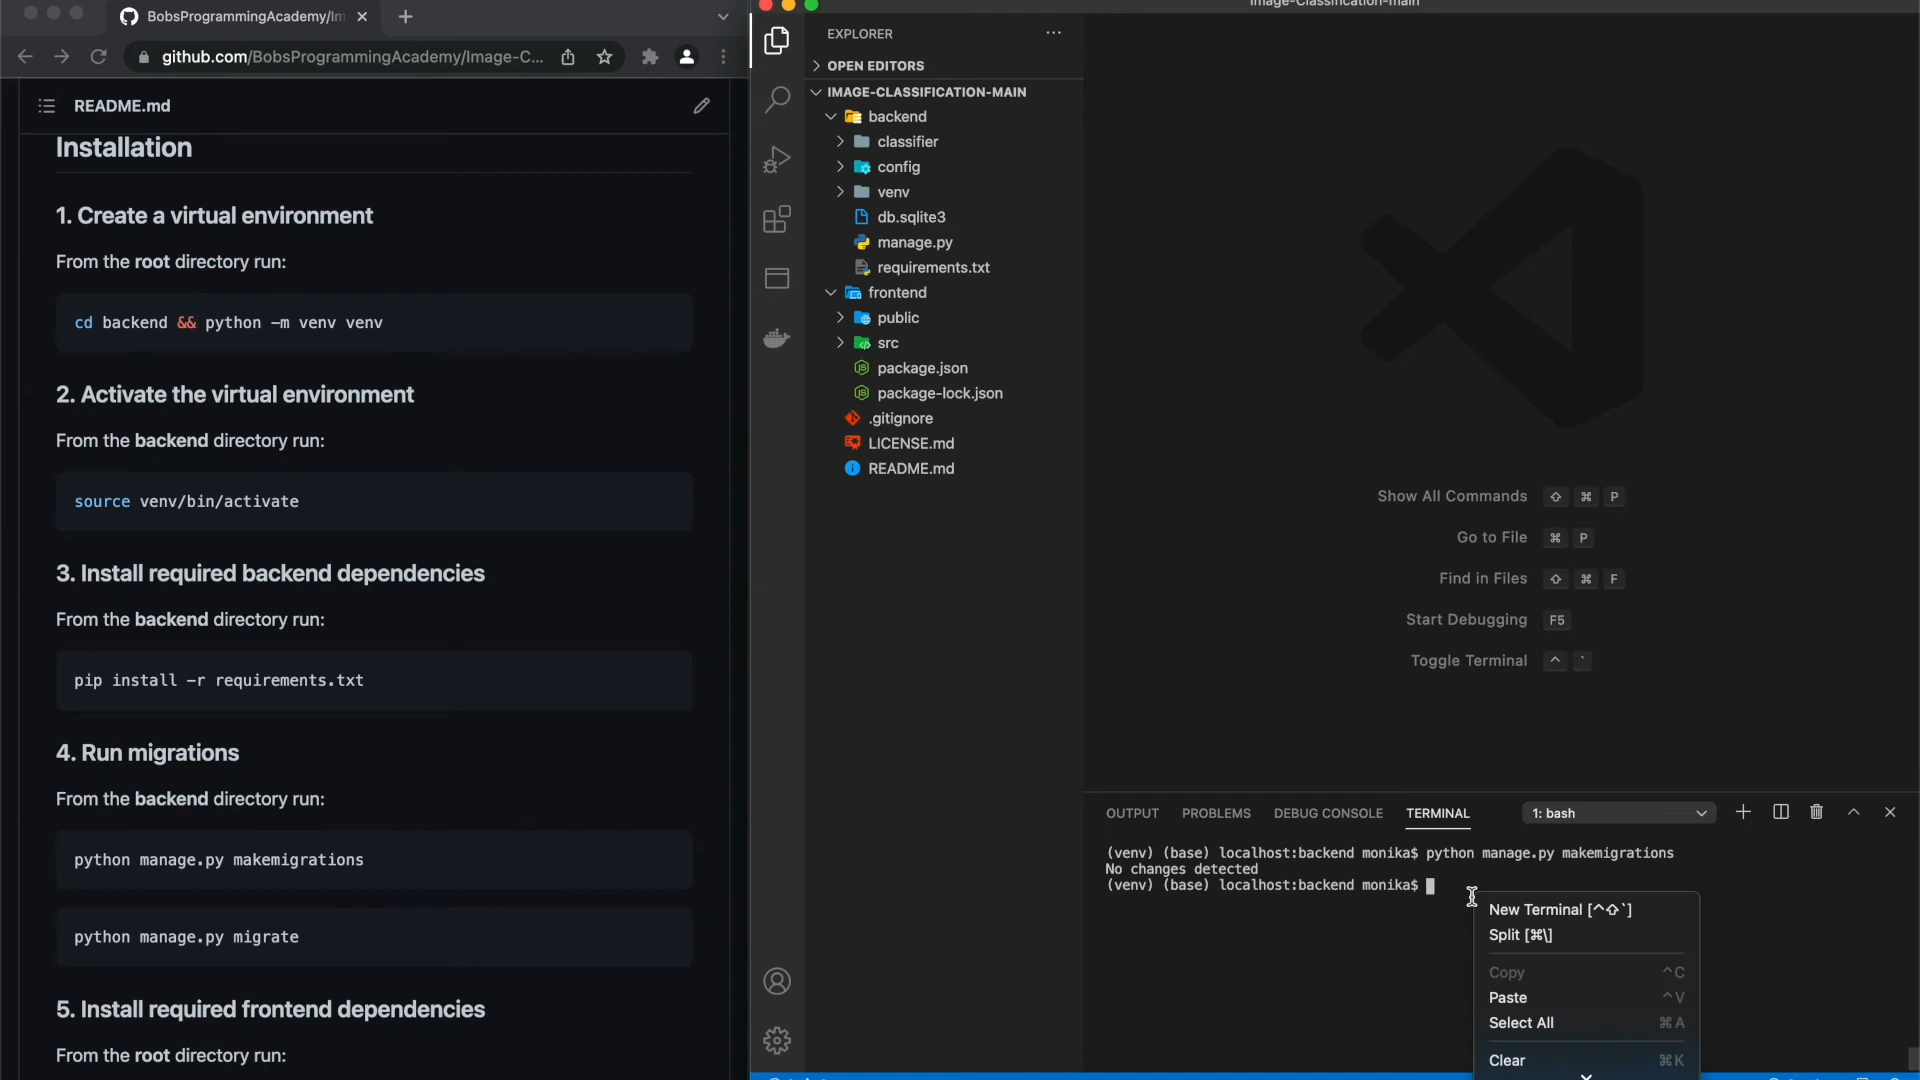 BobsProgrammingAcademy/Im
github.com/BobsProgrammingAcademy/Image-C...
README.md
Installation
1. Create a virtual environment
From the root directory run:
cd backend && python -m venv venv
2. Activate the virtual environment
From the backend directory run:
source venv/bin/activate
3. Install required backend dependencies
From the backend directory run:
pip install -r requirements.txt
4. Run migrations
From the backend directory run:
python manage.py makemigrations
python manage.py migrate
5. Install required frontend dependencies
From the root directory run:
Image-Classification-main
EXPLORER
OPEN EDITORS
IMAGE-CLASSIFICATION-MAIN
backend
classifier
config
venv
db.sqlite3
manage.py
requirements.txt
frontend
public
src
package.json
package-lock.json
.gitignore
LICENSE.md
README.md
Show All Commands ⇧ ⌘ P
Go to File ⌘ P
Find in Files ⇧ ⌘ F
Start Debugging F5
Toggle Terminal ^ `
OUTPUT PROBLEMS DEBUG CONSOLE TERMINAL 1: bash
(venv) (base) localhost:backend monika$ python manage.py makemigrations
No changes detected
(venv) (base) localhost:backend monika$
New Terminal [^⇧`]
Split [⌘\]
Copy ^C
Paste ^V
Select All ⌘A
Clear ⌘K